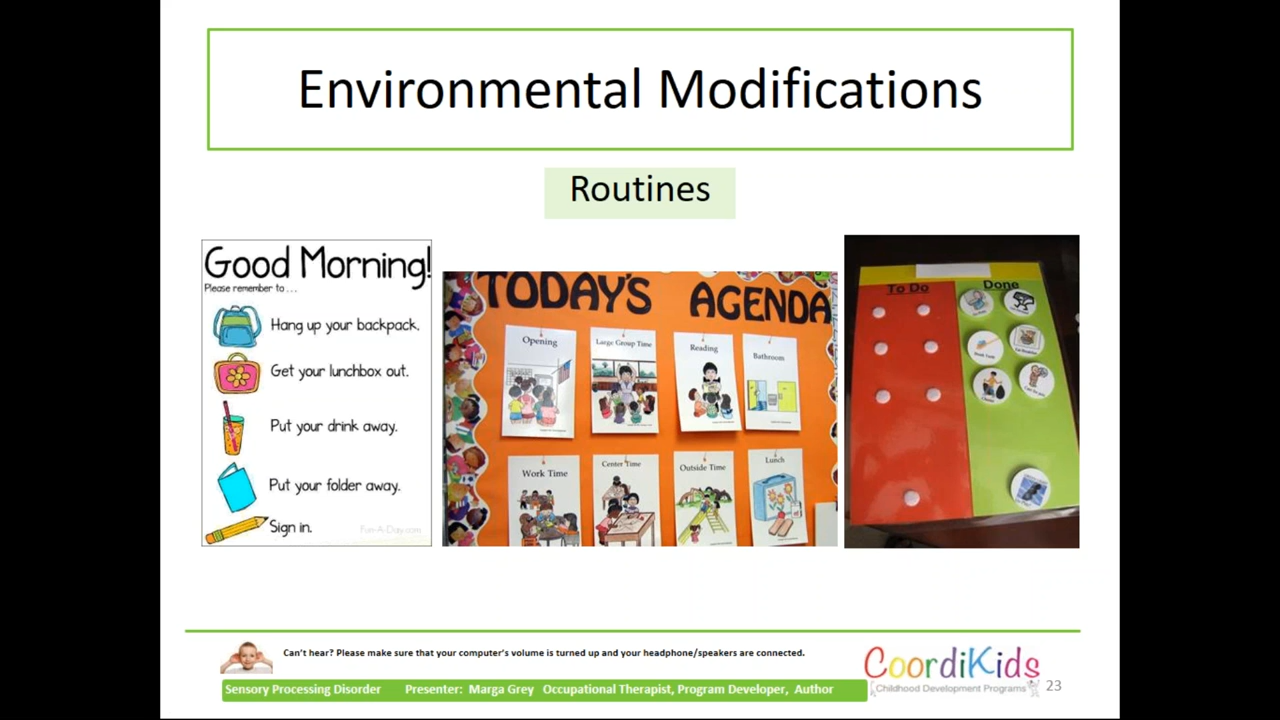 Environmental Modifications
Routines
Good Morning!
Please remember to ...
Hang up your backpack.
Get your lunchbox out.
Put your drink away.
Put your folder away.
Sign in.
Fun-A-Day.com
TODAY'S AGENDA
Opening
Large Group Time
Reading
Bathroom
Work Time
Center Time
Outside Time
Lunch
To Do
Done
Can't hear? Please make sure that your computer's volume is turned up and your headphone/speakers are connected.
Sensory Processing Disorder Presenter: Marga Grey Occupational Therapist, Program Developer, Author
CoordiKids
Childhood Development Programs
23